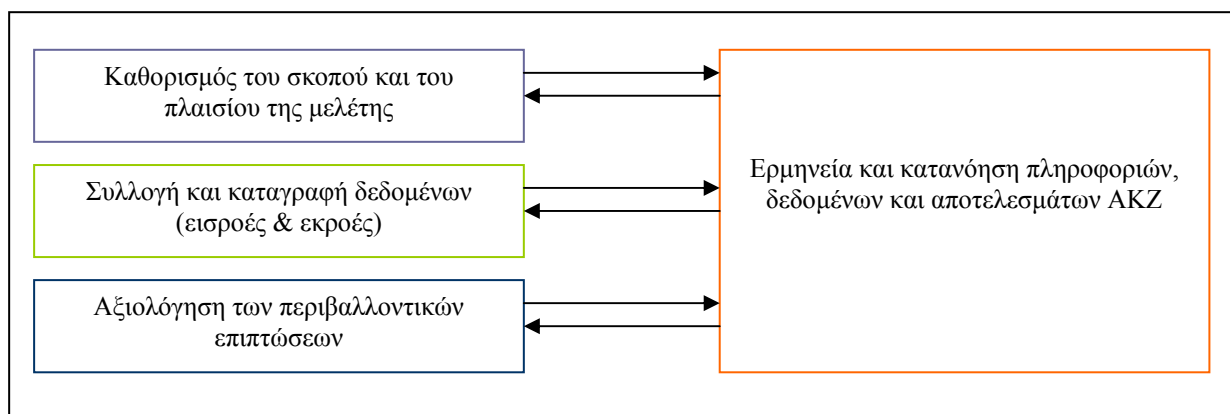 Καθορισμός του σκοπού και του
πλαισίου της μελέτης
Συλλογή και καταγραφή δεδομένων
(εισροές & εκροές)
Αξιολόγηση των περιβαλλοντικών
επιπτώσεων
Ερμηνεία και κατανόηση πληροφοριών,
δεδομένων και αποτελεσμάτων ΑΚΖ